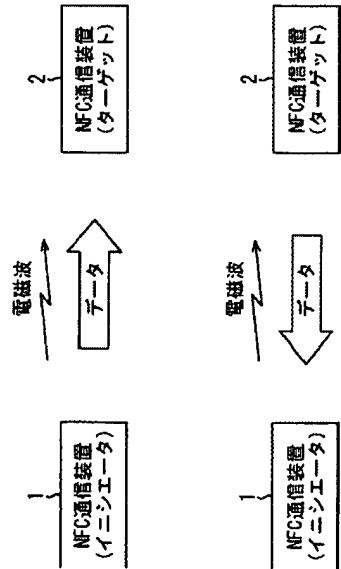 1
NFC通信装置
(イニシエータ)
電磁波
データ
2
NFC通信装置
(ターゲット)
1
NFC通信装置
(イニシエータ)
電磁波
データ
2
NFC通信装置
(ターゲット)